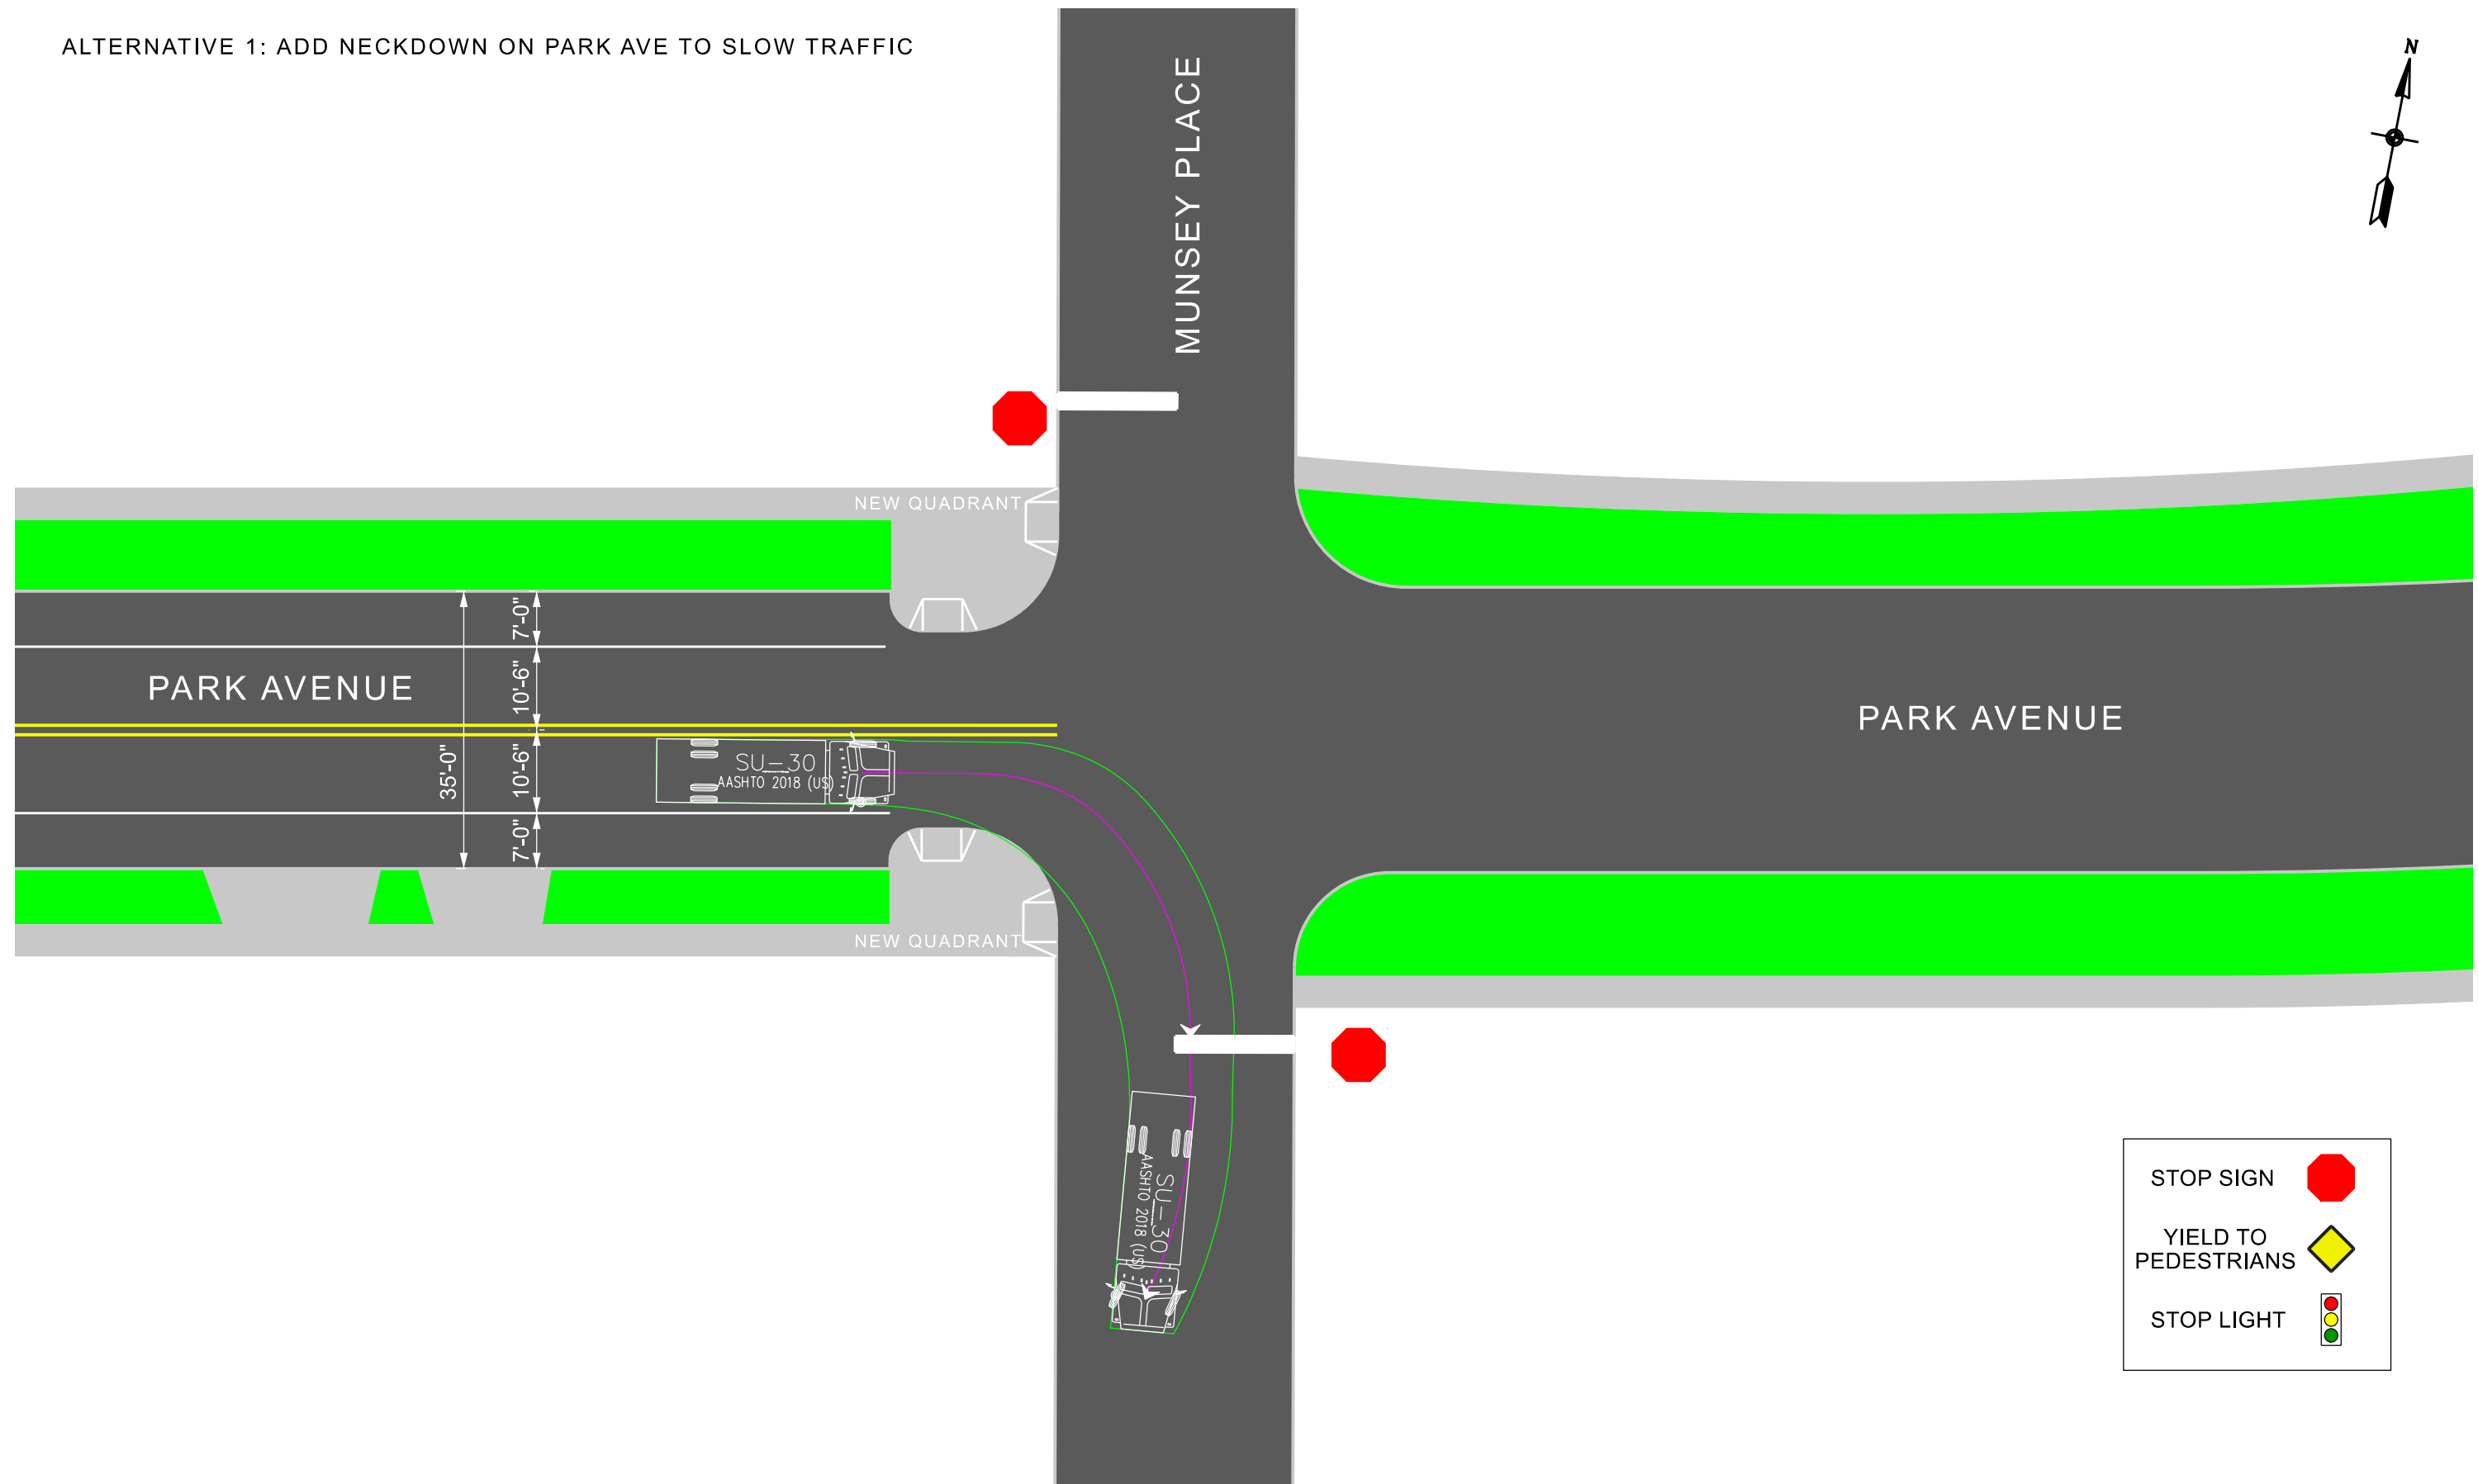 ALTERNATIVE 1: ADD NECKDOWN ON PARK AVE TO SLOW TRAFFIC
N
MUNSEY PLACE
NEW QUADRANT
7'-0"
10'-6"
PARK AVENUE
PARK AVENUE
35'-0"
10'-6"
7'-0"
SU-30
AASHTO 2018 (US)
NEW QUADRANT
SU-30
AASHTO 2018 (US)
STOP SIGN
YIELD TO
PEDESTRIANS
STOP LIGHT